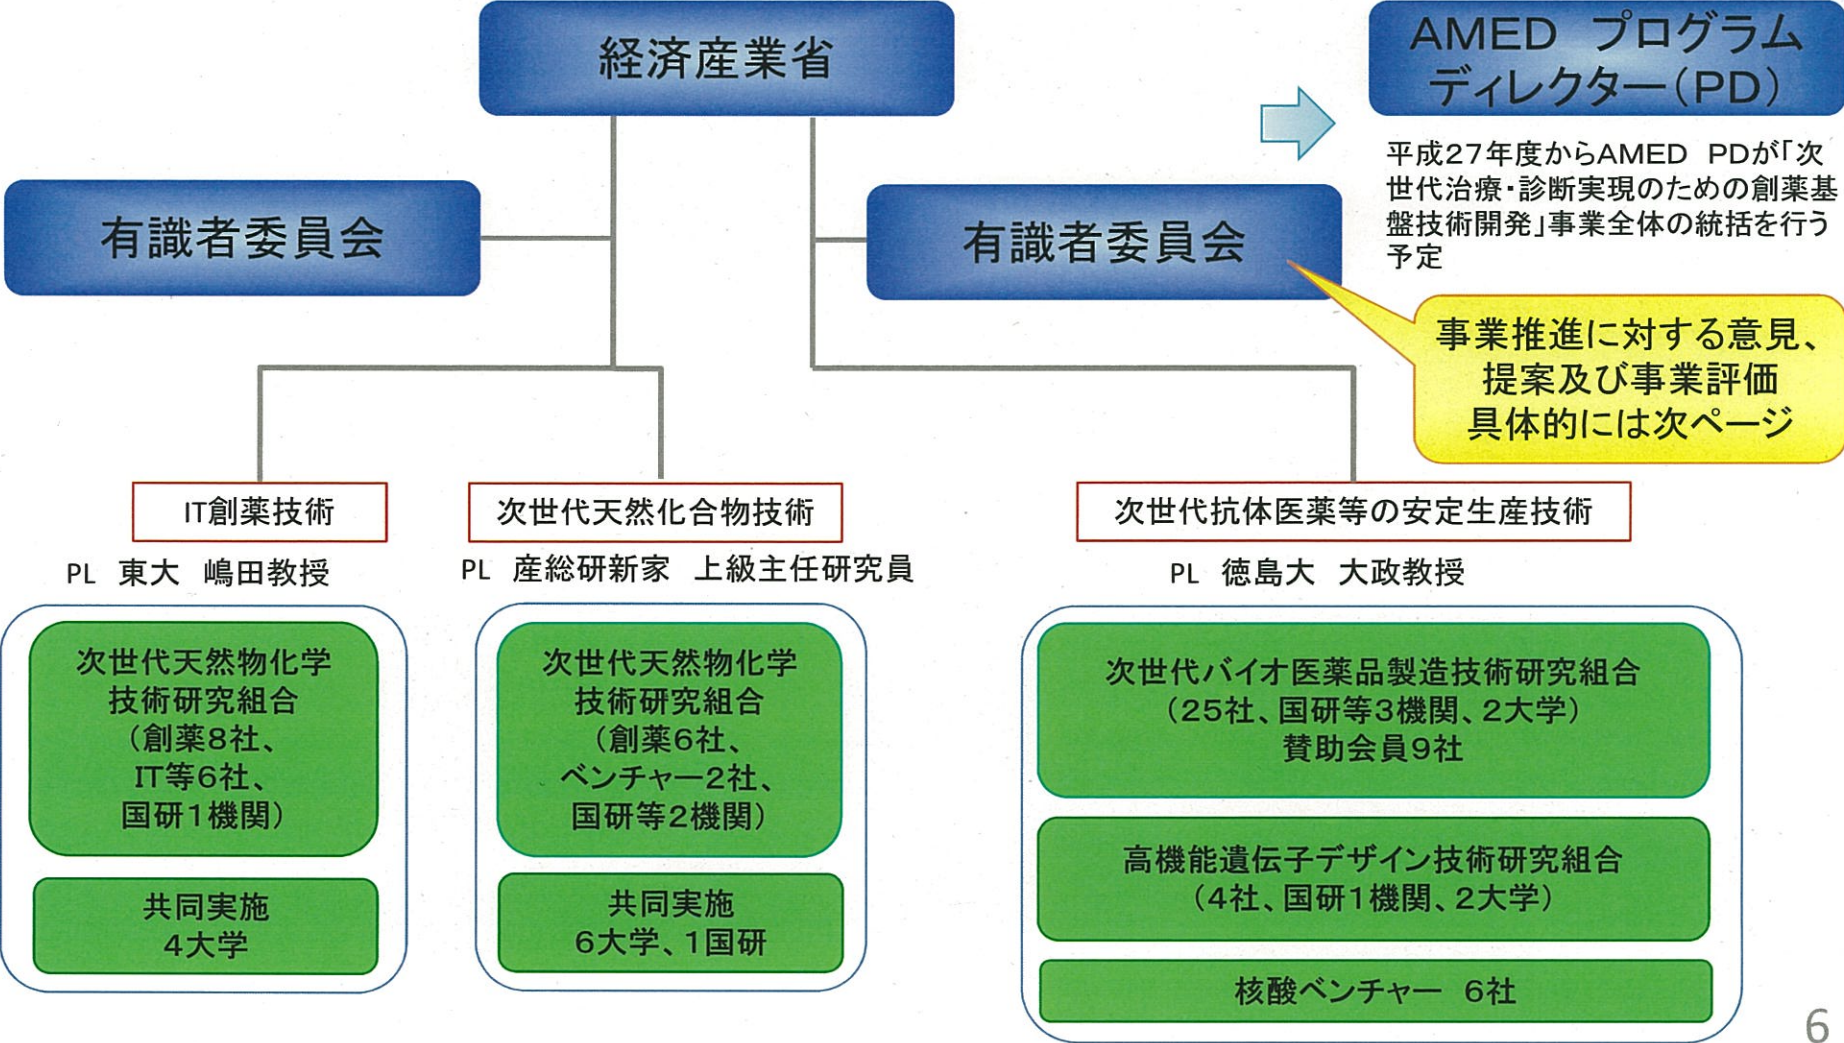 経済産業省
AMED プログラム
ディレクター(PD)
平成27年度からAMED PDが「次
世代治療・診断実現のための創薬基
盤技術開発」事業全体の統括を行う
予定
有識者委員会
有識者委員会
事業推進に対する意見、
提案及び事業評価
具体的には次ページ
IT創薬技術
PL 東大 嶋田教授
次世代天然物化学
技術研究組合
(創薬8社、
IT等6社、
国研1機関)
共同実施
4大学
次世代天然化合物技術
PL 産総研新家 上級主任研究員
次世代天然物化学
技術研究組合
(創薬6社、
ベンチャー2社、
国研等2機関)
共同実施
6大学、1国研
次世代抗体医薬等の安定生産技術
PL 徳島大 大政教授
次世代バイオ医薬品製造技術研究組合
(25社、国研等3機関、2大学)
賛助会員9社
高機能遺伝子デザイン技術研究組合
(4社、国研1機関、2大学)
核酸ベンチャー 6社
6